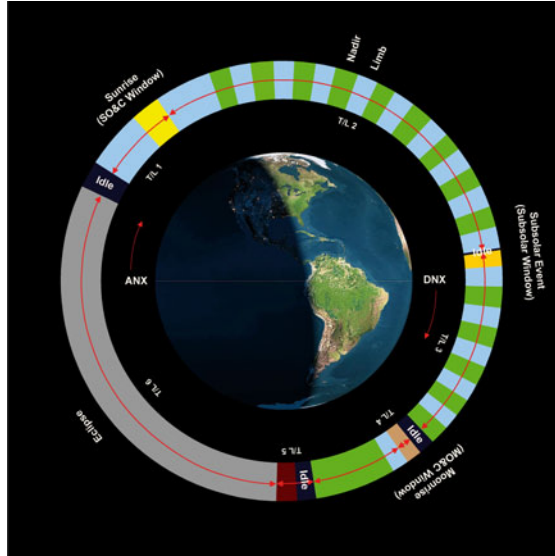 Nadir
Limb
Sunrise
(SO&C Window)
T/L 2
T/L 1
Idle
Idle
Subsolar Event
(Subsolar Window)
ANX
DNX
T/L 3
T/L 6
T/L 4
Idle
Eclipse
T/L 5
Idle
Moonrise
(MO&C Window)